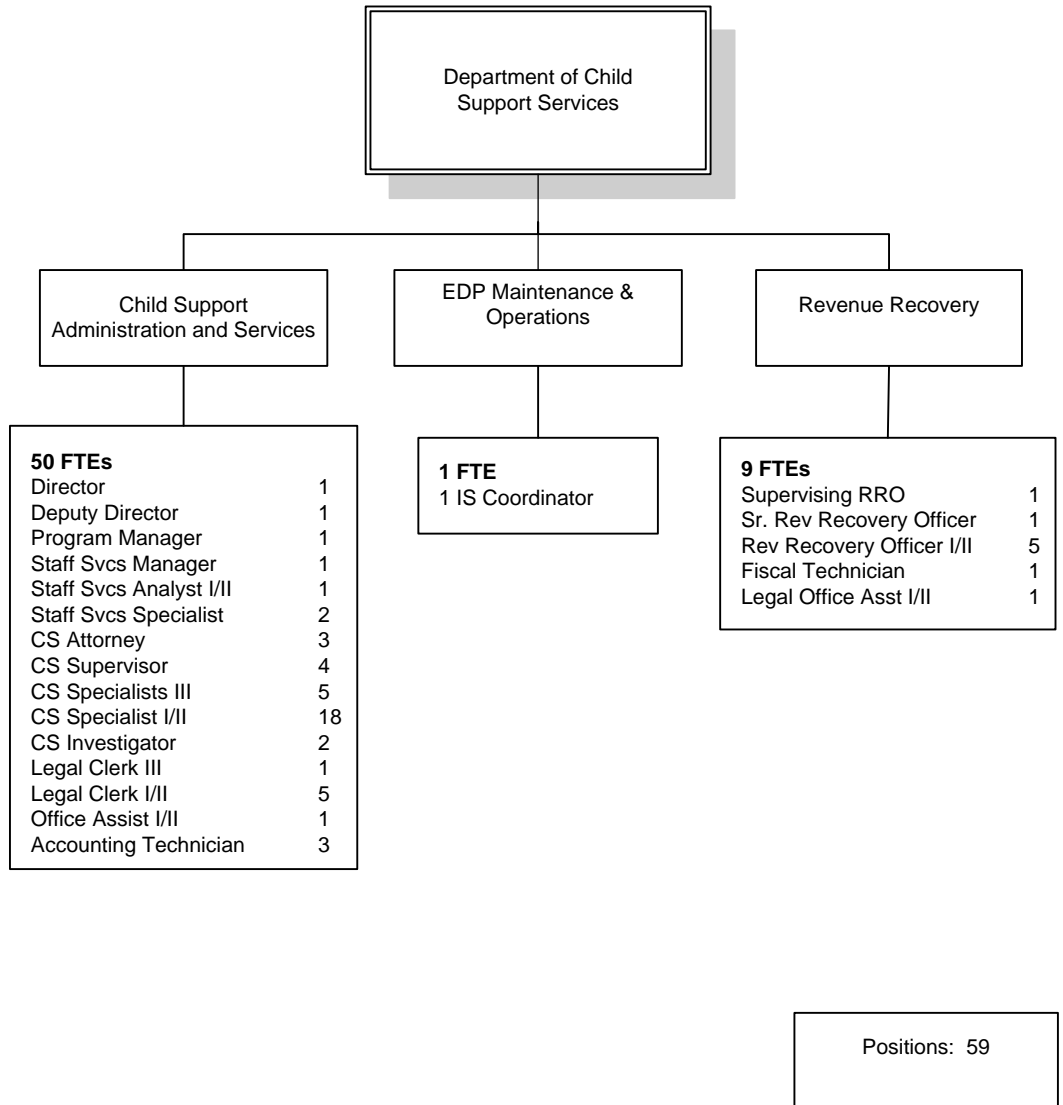 Department of Child
Support Services
Child Support
Administration and Services
EDP Maintenance &
Operations
Revenue Recovery
50 FTEs
Director 1
Deputy Director 1
Program Manager 1
Staff Svcs Manager 1
Staff Svcs Analyst I/II 1
Staff Svcs Specialist 2
CS Attorney 3
CS Supervisor 4
CS Specialists III 5
CS Specialist I/II 18
CS Investigator 2
Legal Clerk III 1
Legal Clerk I/II 5
Office Assist I/II 1
Accounting Technician 3
1 FTE
1 IS Coordinator
9 FTEs
Supervising RRO 1
Sr. Rev Recovery Officer 1
Rev Recovery Officer I/II 5
Fiscal Technician 1
Legal Office Asst I/II 1
Positions: 59